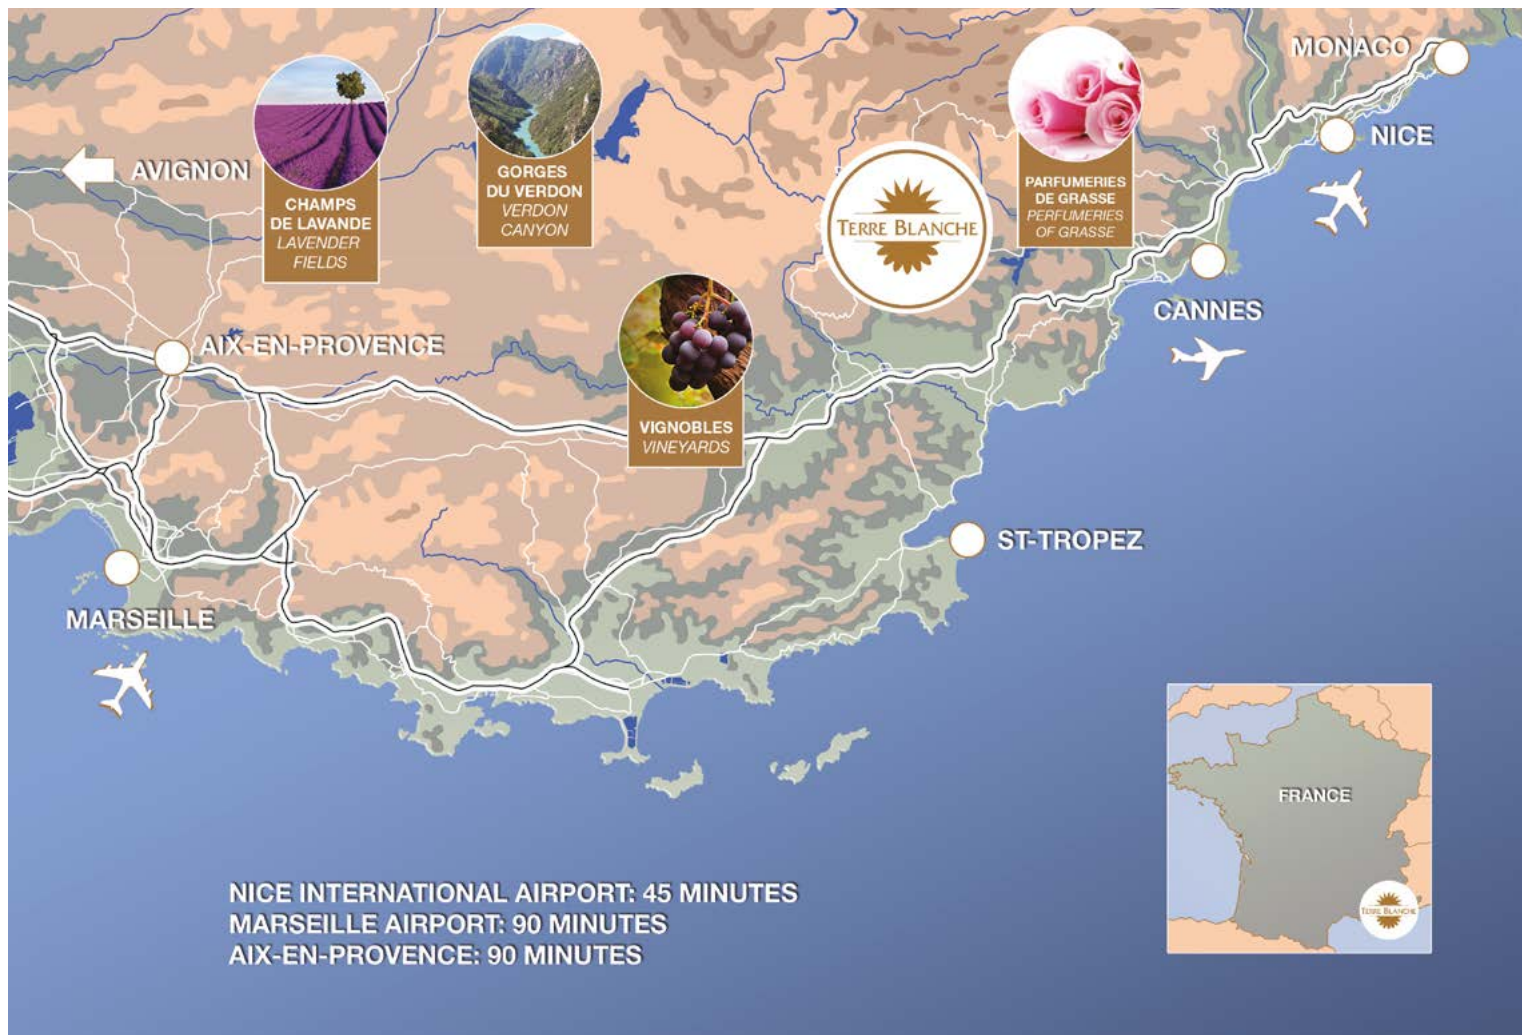 MONACO
NICE
AVIGNON
CHAMPS
DE LAVANDE
LAVENDER
FIELDS
GORGES
DU VERDON
VERDON
CANYON
TERRE BLANCHE
PARFUMERIES
DE GRASSE
PERFUMERIES
OF GRASSE
CANNES
AIX-EN-PROVENCE
VIGNOBLES
VINEYARDS
ST-TROPEZ
MARSEILLE
FRANCE
TERRE BLANCHE
NICE INTERNATIONAL AIRPORT: 45 MINUTES
MARSEILLE AIRPORT: 90 MINUTES
AIX-EN-PROVENCE: 90 MINUTES